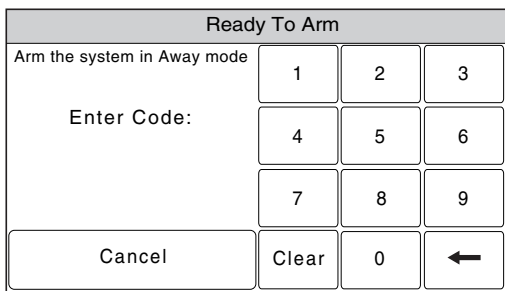 Ready To Arm
Arm the system in Away mode
1 2 3
Enter Code:
4 5 6
7 8 9
Cancel Clear 0